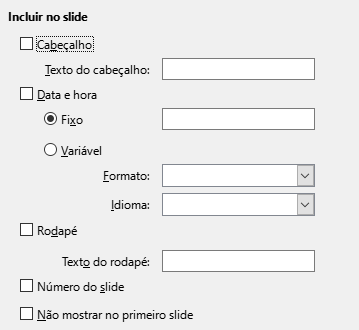 Incluir no slide
Cabeçalho
Texto do cabeçalho:
Data e hora
Fixo
Variável
Formato:
Idioma:
Rodapé
Texto do rodapé:
Número do slide
Não mostrar no primeiro slide